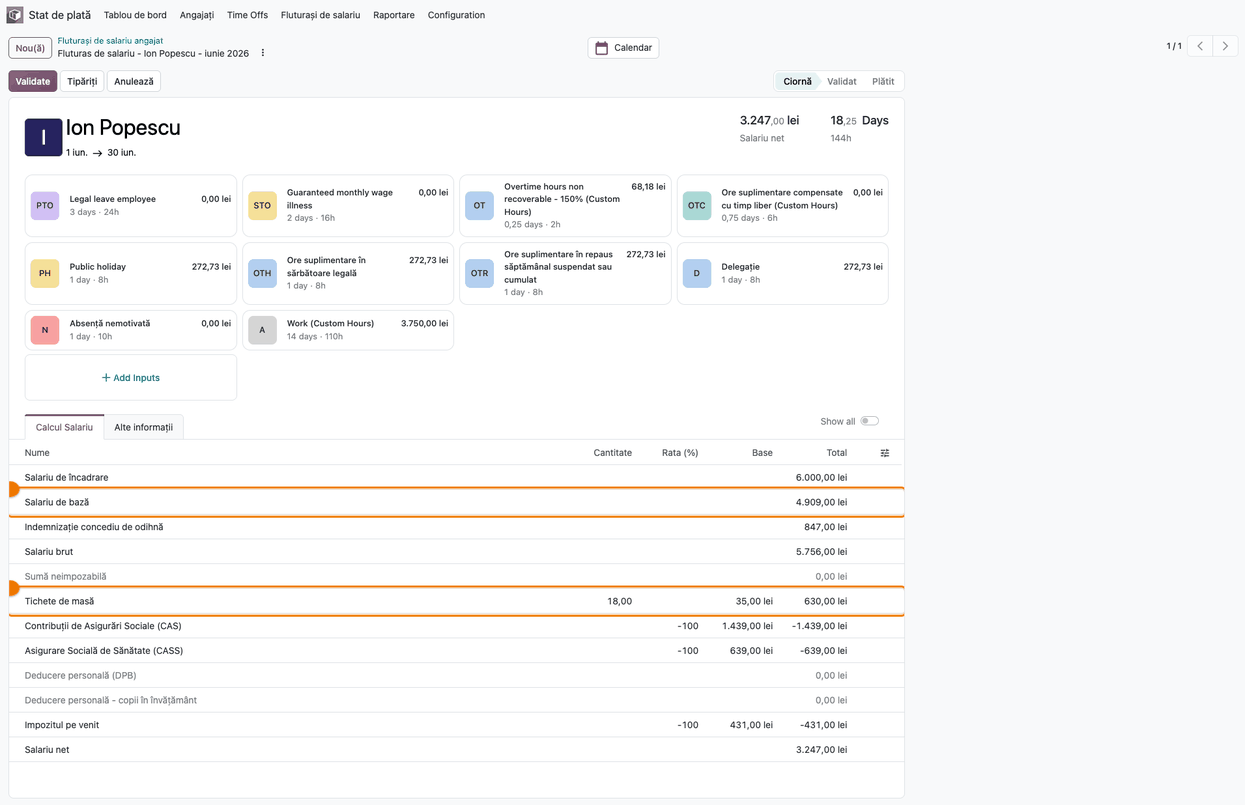 Stat de plată Tablou de bord Angajați Time Offs Fluturași de salariu Raportare Configuration
Nou(ă) Fluturași de salariu angajat
Fluturas de salariu - Ion Popescu - iunie 2026
Calendar
1 / 1
Validate Tipăriți Anulează
Ciornă Validat Plătit
I
Ion Popescu
1 iun. → 30 iun.
3.247,00 lei
Salariu net
18,25 Days
144h
PTO
Legal leave employee 0,00 lei
3 days · 24h
STO
Guaranteed monthly wage 0,00 lei
illness
2 days · 16h
OT
Overtime hours non 68,18 lei
recoverable - 150% (Custom
Hours)
0,25 days · 2h
OTC
Ore suplimentare compensate 0,00 lei
cu timp liber (Custom Hours)
0,75 days · 6h
PH
Public holiday 272,73 lei
1 day · 8h
OTH
Ore suplimentare în 272,73 lei
sărbătoare legală
1 day · 8h
OTR
Ore suplimentare în repaus 272,73 lei
săptămânal suspendat sau
cumulat
1 day · 8h
D
Delegație 272,73 lei
1 day · 8h
N
Absență nemotivată 0,00 lei
1 day · 10h
A
Work (Custom Hours) 3.750,00 lei
14 days · 110h
+ Add Inputs
Calcul Salariu Alte informații
Show all
Nume Cantitate Rata (%) Base Total
Salariu de încadrare 6.000,00 lei
Salariu de bază 4.909,00 lei
Indemnizație concediu de odihnă 847,00 lei
Salariu brut 5.756,00 lei
Sumă neimpozabilă 0,00 lei
Tichete de masă 18,00 35,00 lei 630,00 lei
Contribuții de Asigurări Sociale (CAS) -100 1.439,00 lei -1.439,00 lei
Asigurare Socială de Sănătate (CASS) -100 639,00 lei -639,00 lei
Deducere personală (DPB) 0,00 lei
Deducere personală - copii în învățământ 0,00 lei
Impozitul pe venit -100 431,00 lei -431,00 lei
Salariu net 3.247,00 lei